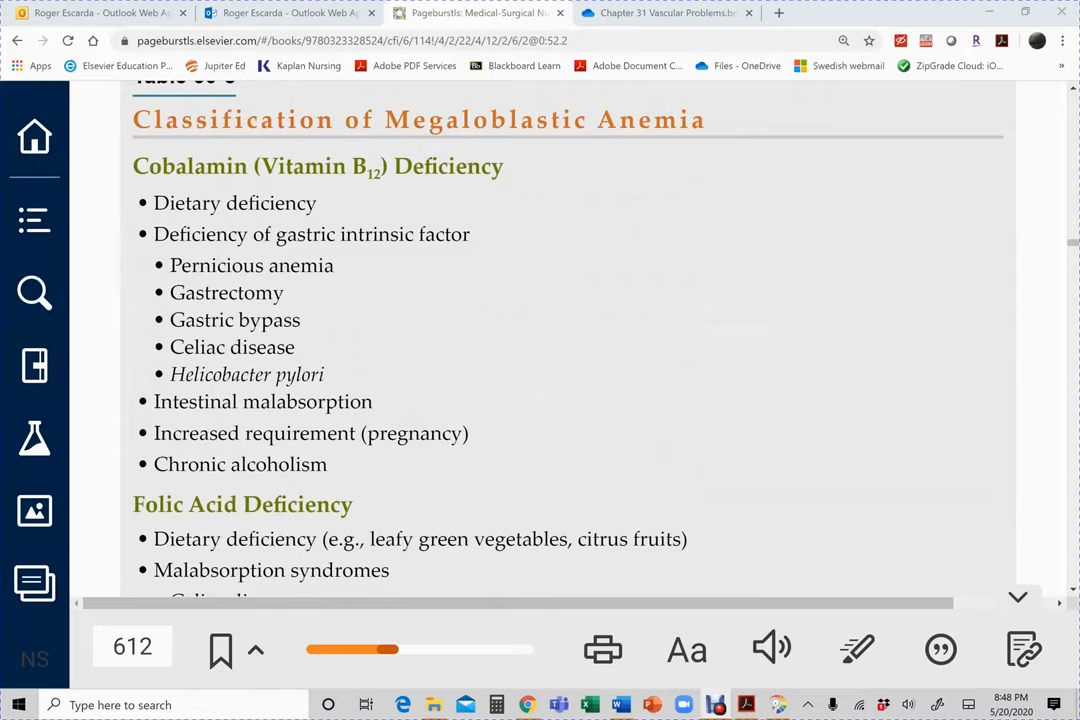 Roger Escarda - Outlook Web Ap
Roger Escarda - Outlook Web Ap
Pageburstls: Medical-Surgical Nu
Chapter 31 Vascular Problems.bo
pageburstls.elsevier.com/#/books/9780323328524/cfi/6/114!/4/2/22/4/12/2/6/2@0:52.2
Apps
Elsevier Education P...
Jupiter Ed
Kaplan Nursing
Adobe PDF Services
Blackboard Learn
Adobe Document C...
Files - OneDrive
Swedish webmail
ZipGrade Cloud: iO...
Classification of Megaloblastic Anemia
Cobalamin (Vitamin B12) Deficiency
• Dietary deficiency
• Deficiency of gastric intrinsic factor
• Pernicious anemia
• Gastrectomy
• Gastric bypass
• Celiac disease
• Helicobacter pylori
• Intestinal malabsorption
• Increased requirement (pregnancy)
• Chronic alcoholism
Folic Acid Deficiency
• Dietary deficiency (e.g., leafy green vegetables, citrus fruits)
• Malabsorption syndromes
612
Aa
NS
Type here to search
8:48 PM
5/20/2020